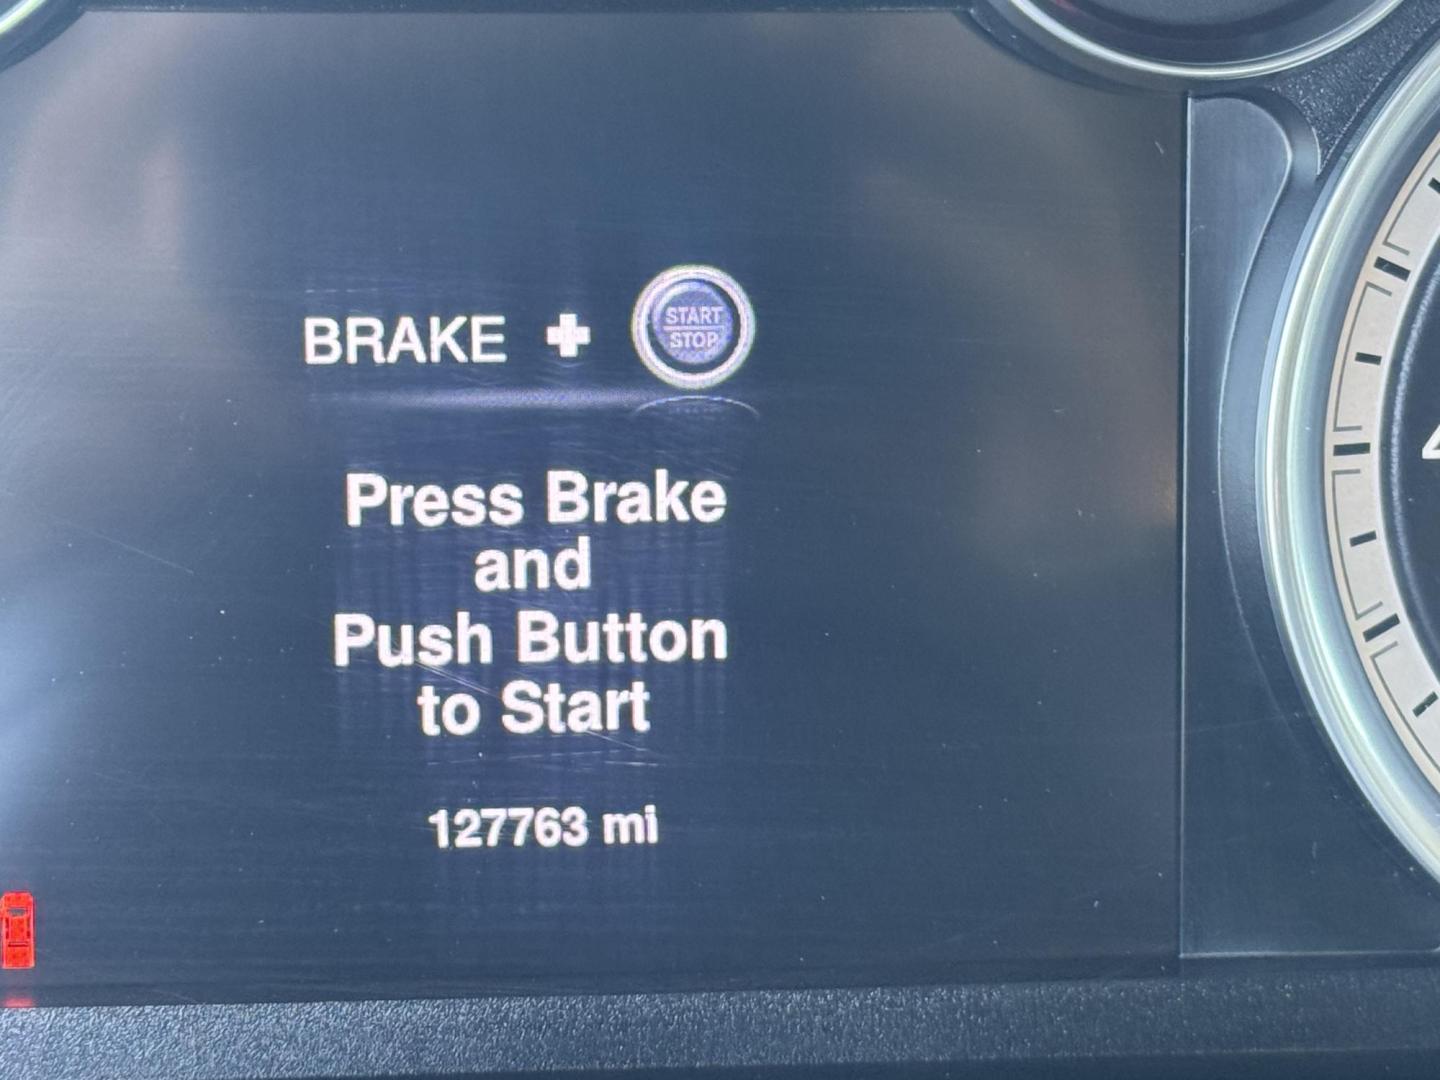 BRAKE + START
STOP
Press Brake
and
Push Button
to Start
127763 mi